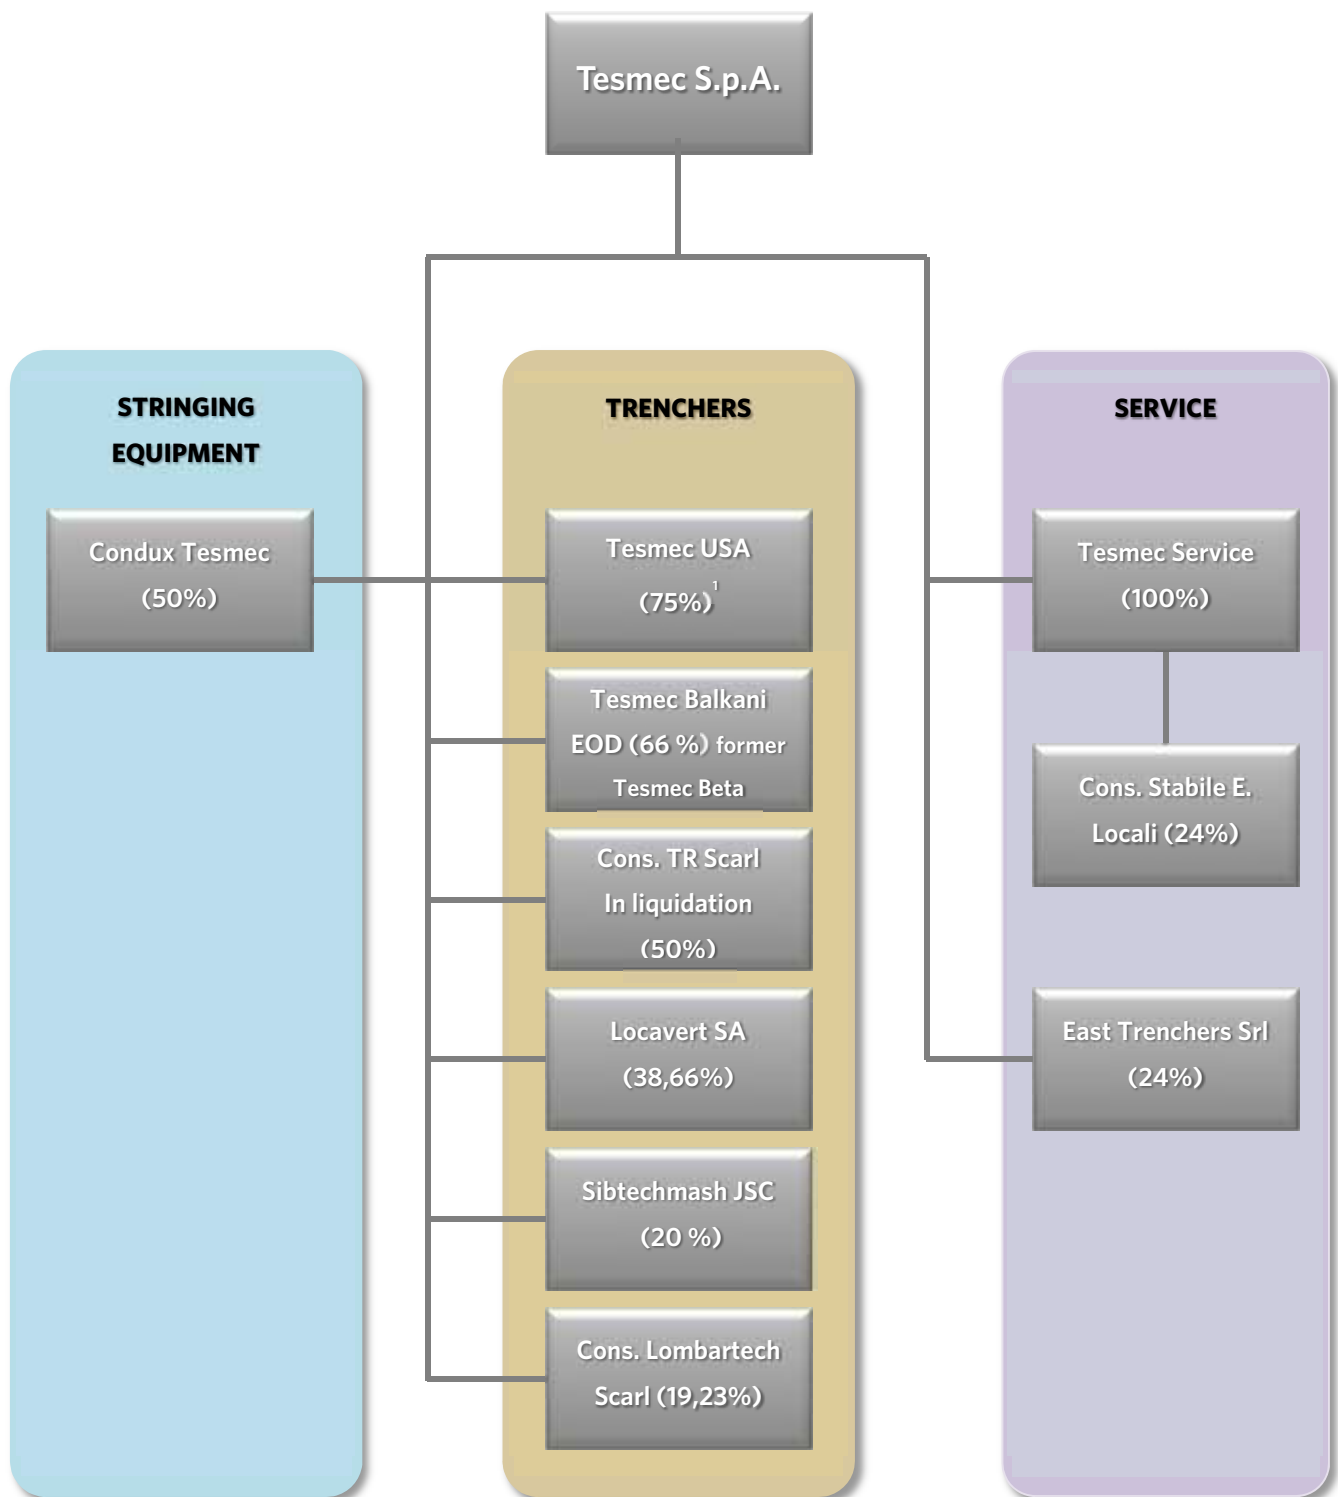 Tesmec S.p.A.
STRINGING
EQUIPMENT
Condux Tesmec
(50%)
TRENCHERS
Tesmec USA
(75%)¹
Tesmec Balkani
EOD (66 %) former
Tesmec Beta
Cons. TR Scarl
In liquidation
(50%)
Locavert SA
(38,66%)
Sibtechmash JSC
(20 %)
Cons. Lombartech
Scarl (19,23%)
SERVICE
Tesmec Service
(100%)
Cons. Stabile E.
Locali (24%)
East Trenchers Srl
(24%)